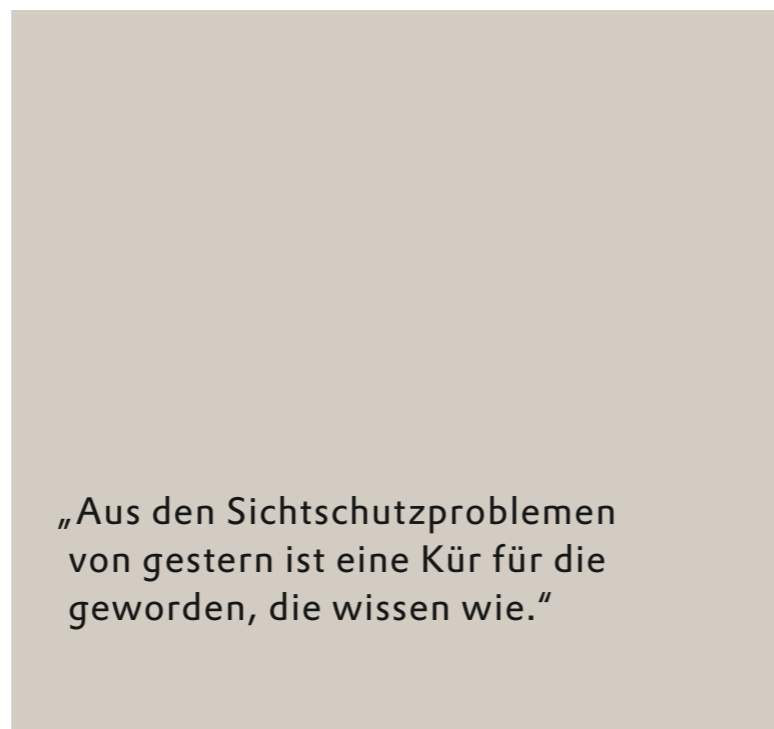 „Aus den Sichtschutzproblemen
von gestern ist eine Kür für die
geworden, die wissen wie.“